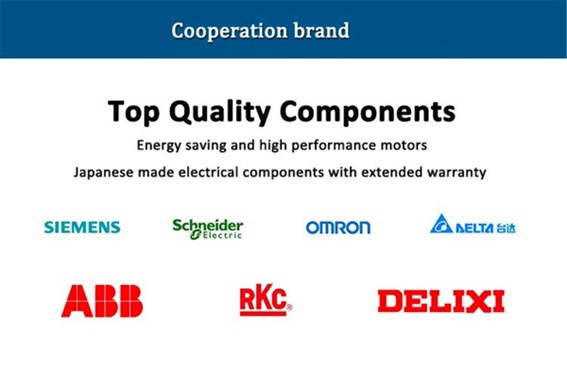 Cooperation brand
Top Quality Components
Energy saving and high performance motors
Japanese made electrical components with extended warranty
SIEMENS
Schneider
Electric
OMRON
DELTA 台达
ABB
RKC®
DELIXI